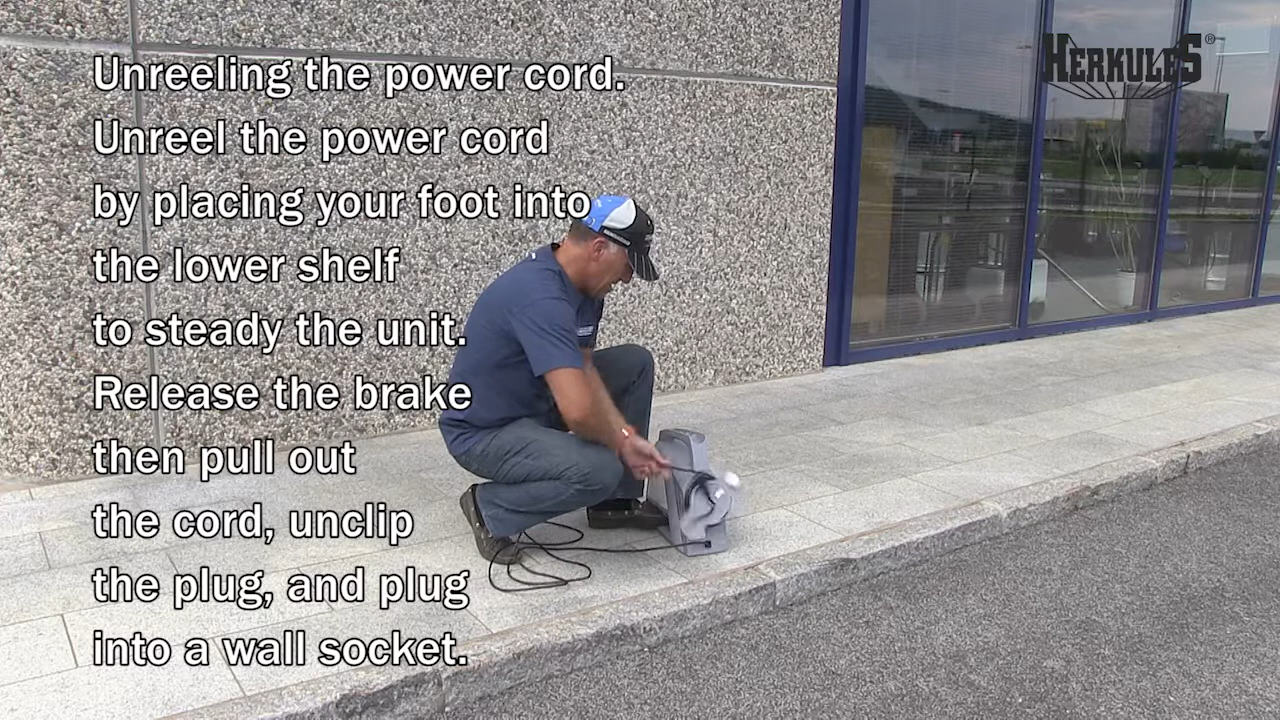 Unreeling the power cord.
Unreel the power cord
by placing your foot into
the lower shelf
to steady the unit.
Release the brake
then pull out
the cord, unclip
the plug, and plug
into a wall socket.
HERKULES®